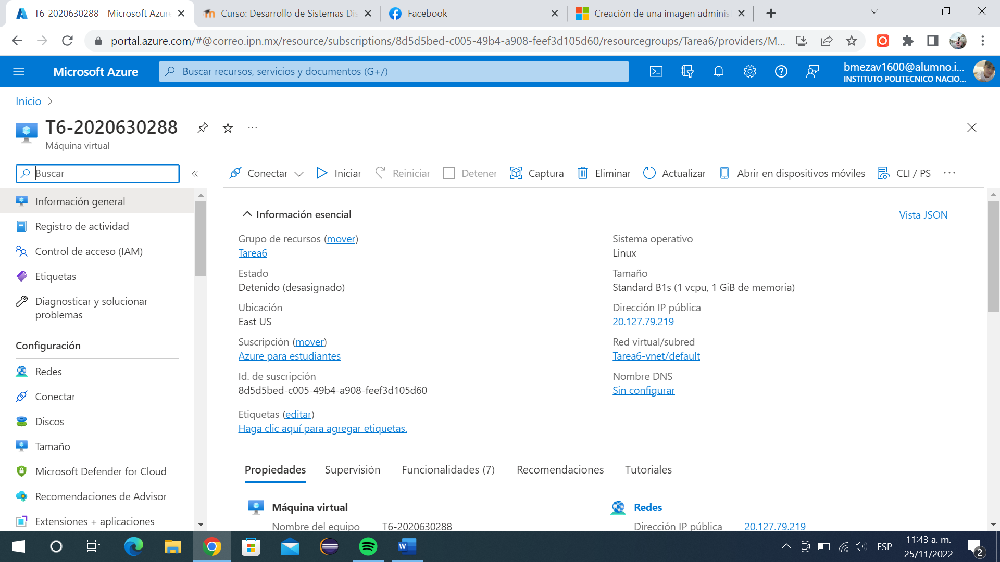 T6-2020630288 - Microsoft Azure
Curso: Desarrollo de Sistemas Dis
Facebook
Creación de una imagen administ
portal.azure.com/#@correo.ipn.mx/resource/subscriptions/8d5d5bed-c005-49b4-a908-feef3d105d60/resourcegroups/Tarea6/providers/M...
Microsoft Azure
Buscar recursos, servicios y documentos (G+/)
bmezav1600@alumno.i...
INSTITUTO POLITECNICO NACIO...
Inicio
T6-2020630288
Máquina virtual
Buscar
Conectar
Iniciar
Reiniciar
Detener
Captura
Eliminar
Actualizar
Abrir en dispositivos móviles
CLI / PS
Información general
Registro de actividad
Control de acceso (IAM)
Etiquetas
Diagnosticar y solucionar
problemas
Configuración
Redes
Conectar
Discos
Tamaño
Microsoft Defender for Cloud
Recomendaciones de Advisor
Extensiones + aplicaciones
Información esencial
Vista JSON
Grupo de recursos (mover)
Tarea6
Estado
Detenido (desasignado)
Ubicación
East US
Suscripción (mover)
Azure para estudiantes
Id. de suscripción
8d5d5bed-c005-49b4-a908-feef3d105d60
Etiquetas (editar)
Haga clic aquí para agregar etiquetas.
Sistema operativo
Linux
Tamaño
Standard B1s (1 vcpu, 1 GiB de memoria)
Dirección IP pública
20.127.79.219
Red virtual/subred
Tarea6-vnet/default
Nombre DNS
Sin configurar
Propiedades
Supervisión
Funcionalidades (7)
Recomendaciones
Tutoriales
Máquina virtual
Nombre del equipo T6-2020630288
Redes
Dirección IP pública 20.127.79.219
ESP
11:43 a. m.
25/11/2022
2